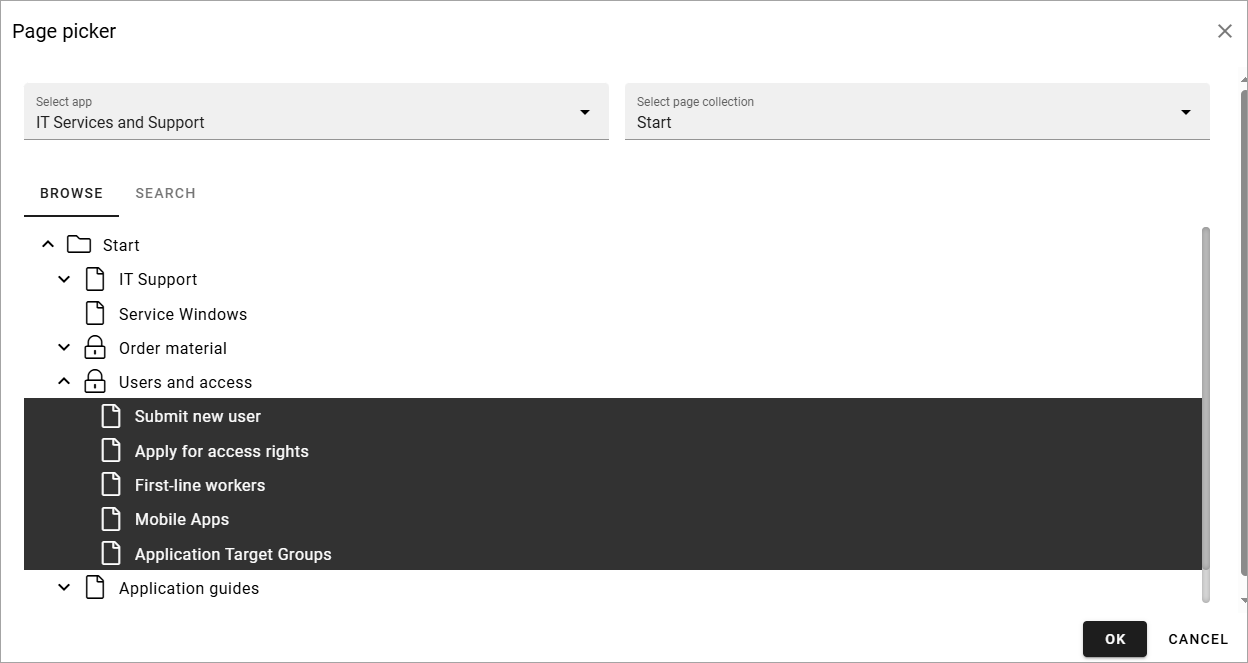 Page picker
Select app
IT Services and Support
Select page collection
Start
BROWSE
SEARCH
Start
IT Support
Service Windows
Order material
Users and access
Submit new user
Apply for access rights
First-line workers
Mobile Apps
Application Target Groups
Application guides
OK
CANCEL